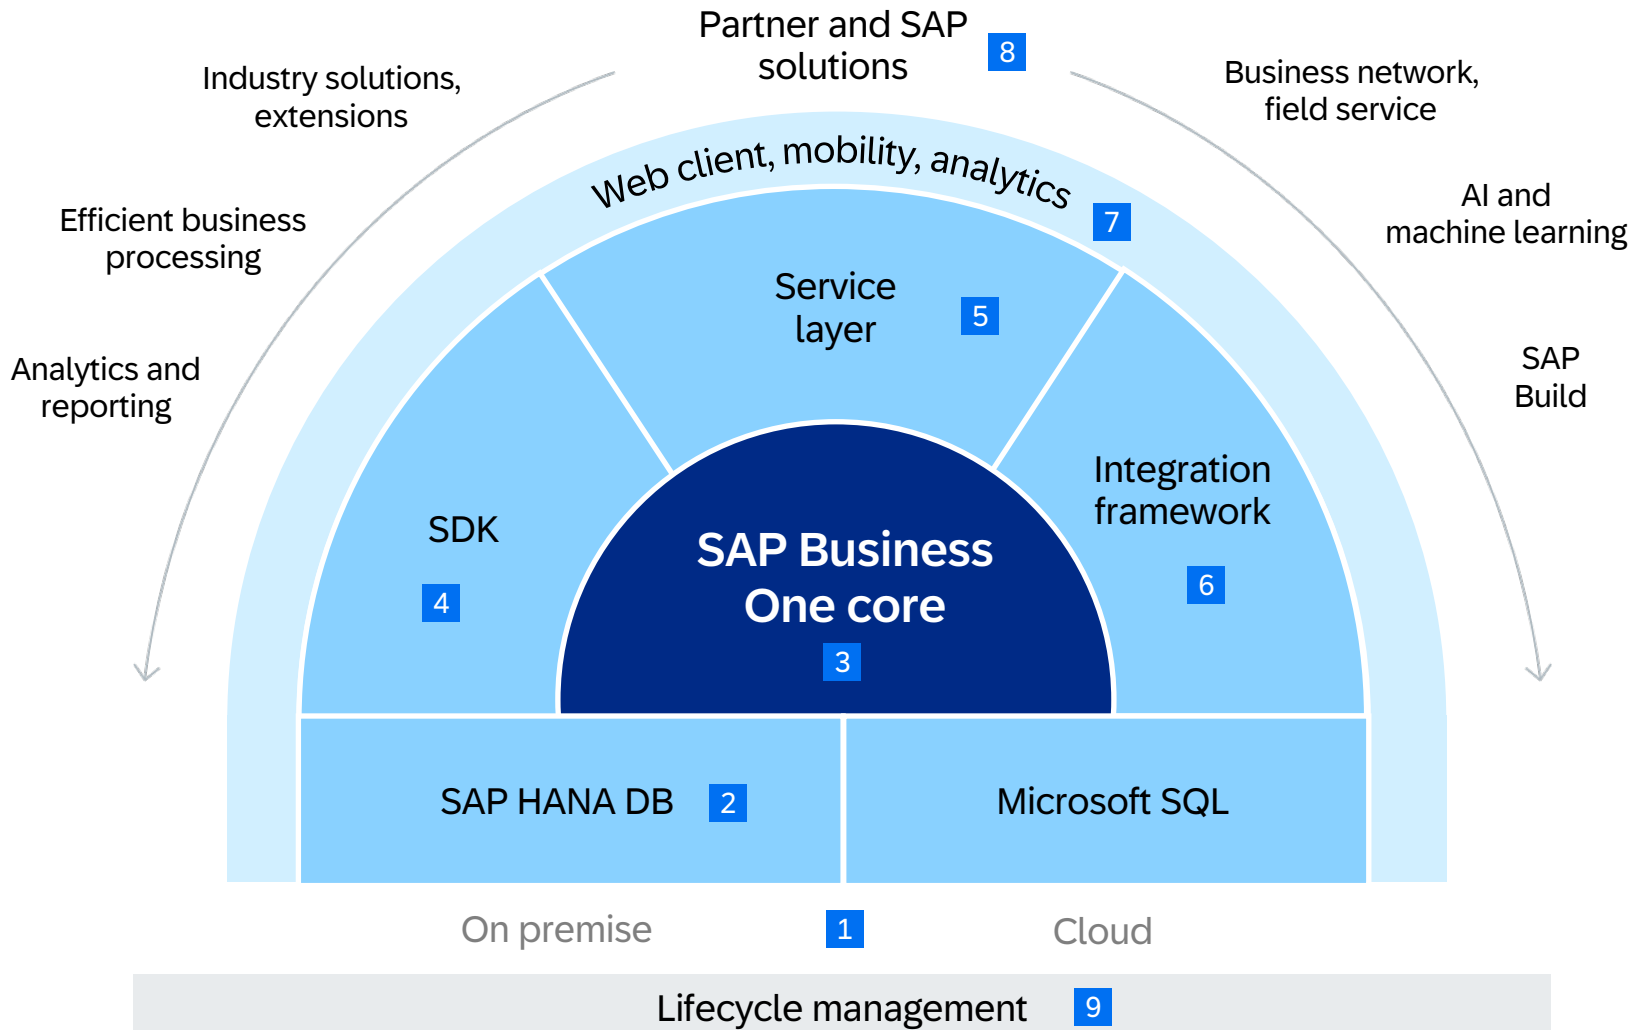 Partner and SAP
solutions
8
Industry solutions,
extensions
Business network,
field service
Web client, mobility, analytics
7
Efficient business
processing
AI and
machine learning
Service
layer
5
Analytics and
reporting
SAP
Build
Integration
framework
6
SDK
4
SAP Business
One core
3
SAP HANA DB
2
Microsoft SQL
On premise
1
Cloud
Lifecycle management
9